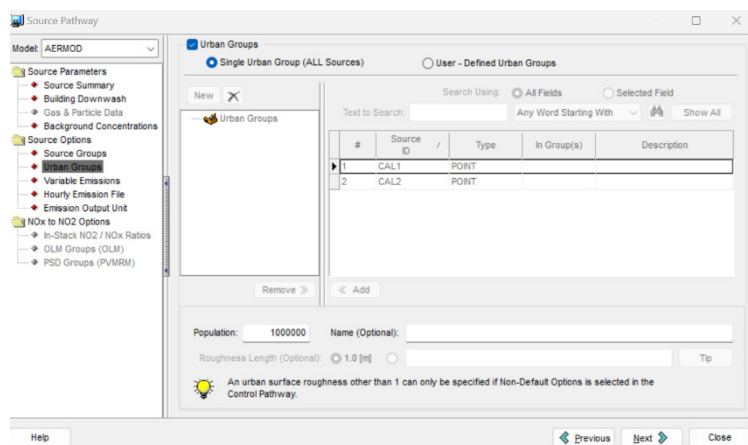 Source Pathway
Model: AERMOD
Source Parameters
Source Summary
Building Downwash
Gas & Particle Data
Background Concentrations
Source Options
Source Groups
Urban Groups
Variable Emissions
Hourly Emission File
Emission Output Unit
NOx to NO2 Options
In-Stack NO2 / NOx Ratios
OLM Groups (OLM)
PSD Groups (PVMRM)
Urban Groups
Single Urban Group (ALL Sources) User - Defined Urban Groups
New
Urban Groups
Remove
Search Using: All Fields Selected Field
Text to Search: Any Word Starting With Show All
# Source ID / Type In Group(s) Description
1 CAL1 POINT
2 CAL2 POINT
Add
Population: 1000000 Name (Optional):
Roughness Length (Optional): 1.0 [m] Tip
An urban surface roughness other than 1 can only be specified if Non-Default Options is selected in the
Control Pathway.
Help Previous Next Close